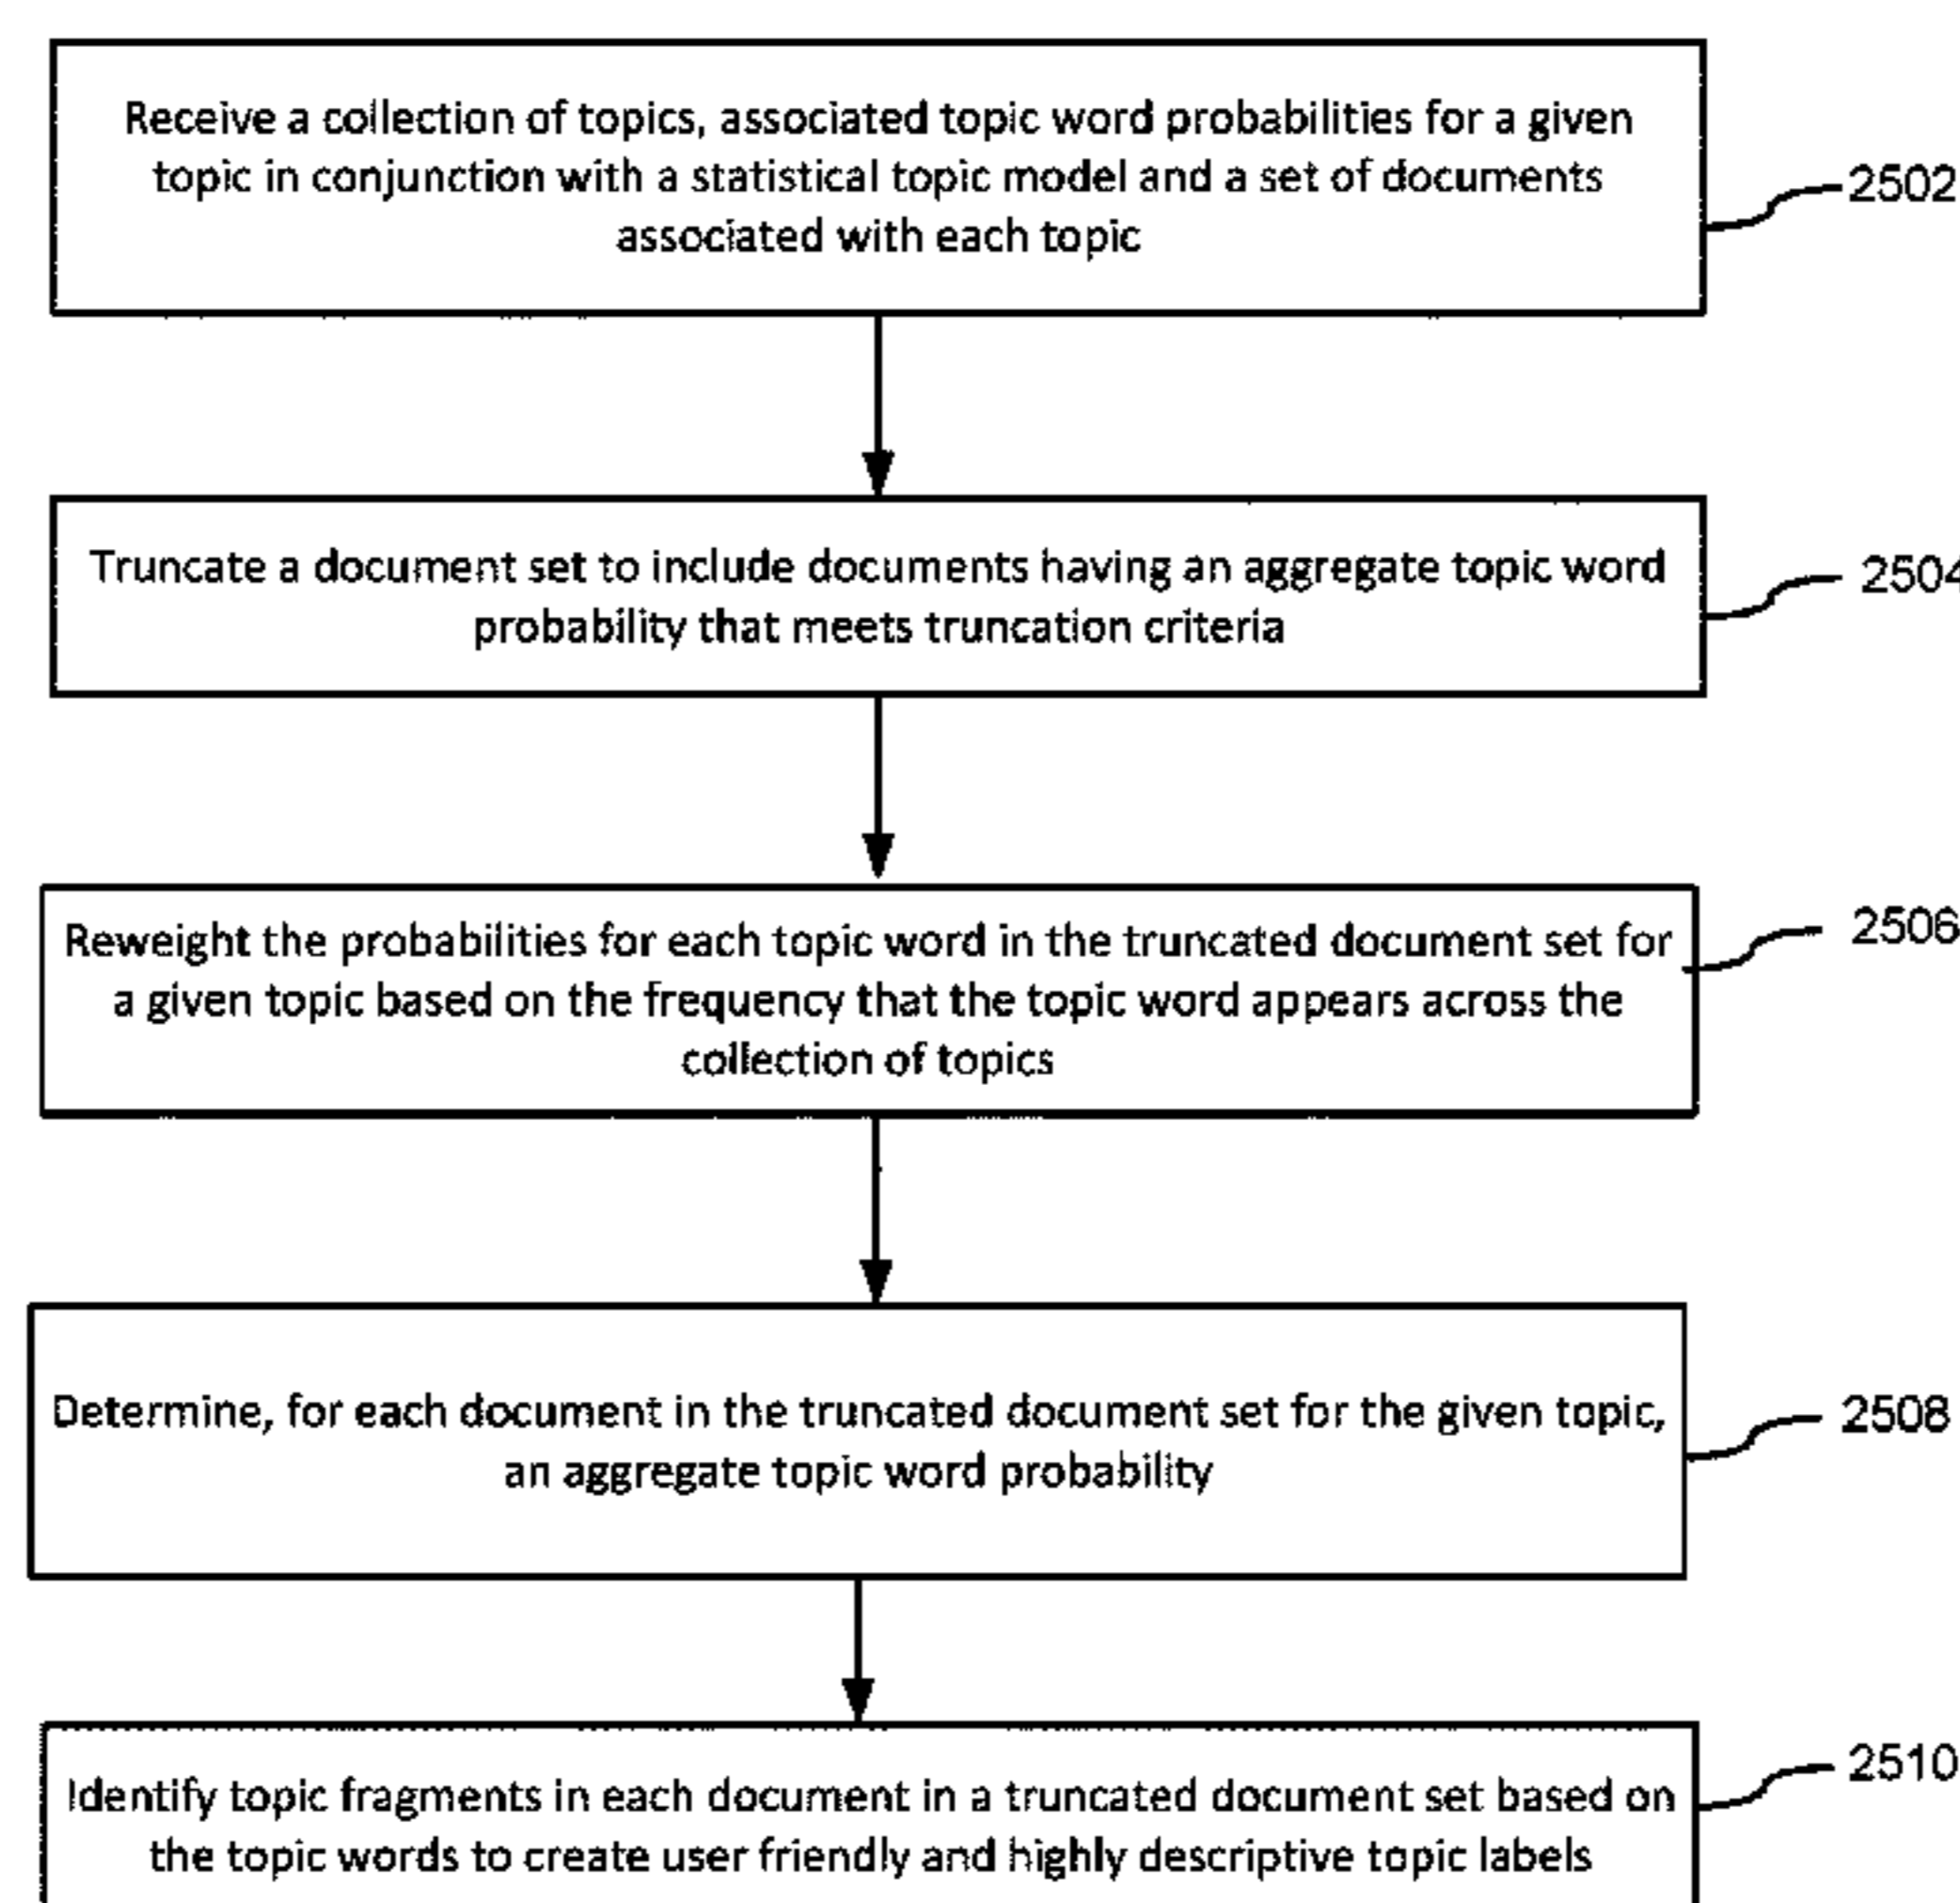 Receive a collection of topics, associated topic word probabilities for a given
topic in conjunction with a statistical topic model and a set of documents
associated with each topic
2502
Truncate a document set to include documents having an aggregate topic word
probability that meets truncation criteria
2504
Reweight the probabilities for each topic word in the truncated document set for
a given topic based on the frequency that the topic word appears across the
collection of topics
2506
Determine, for each document in the truncated document set for the given topic,
an aggregate topic word probability
2508
Identify topic fragments in each document in a truncated document set based on
the topic words to create user friendly and highly descriptive topic labels
2510